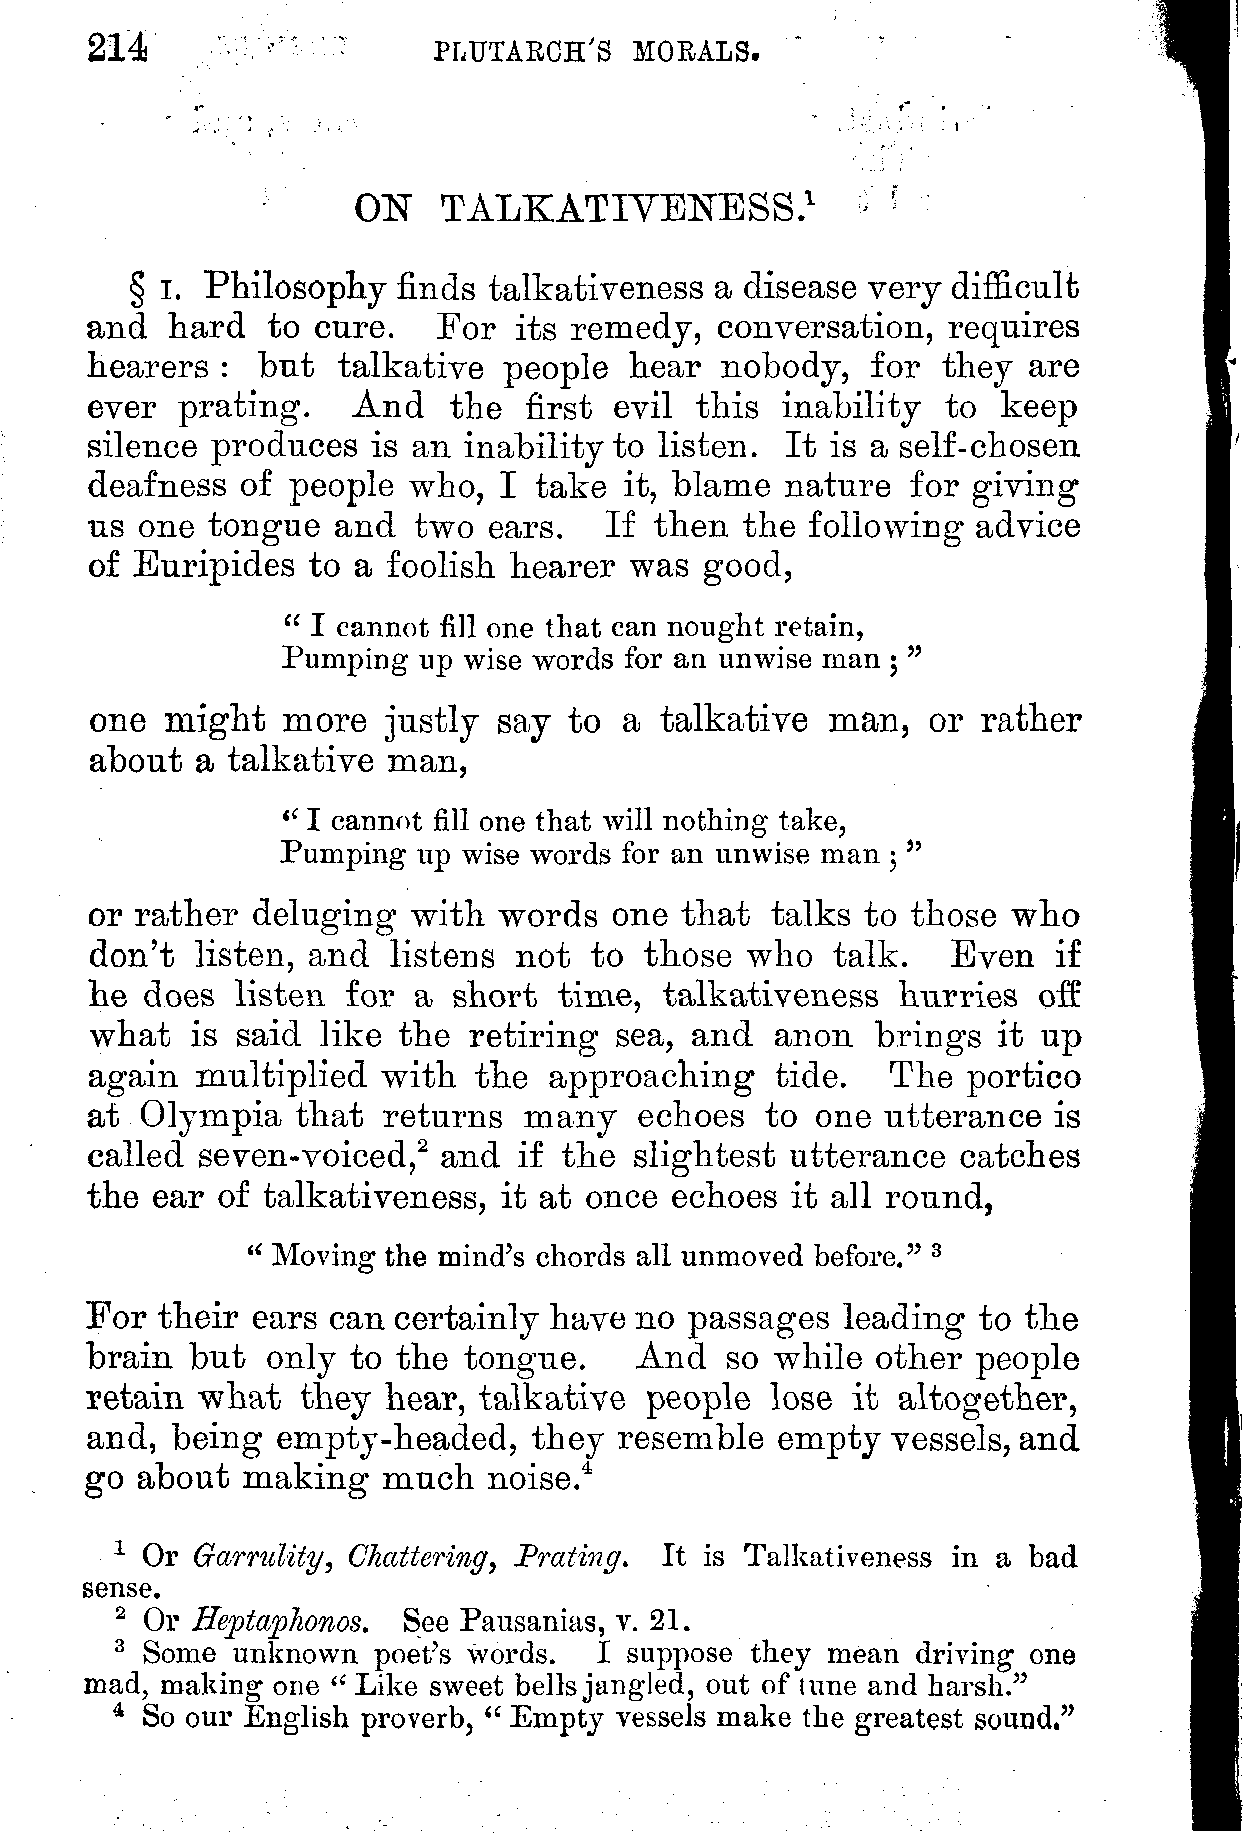 214 PLUTARCH'S MORALS.
ON TALKATIVENESS.¹
§ I. Philosophy finds talkativeness a disease very difficult
and hard to cure. For its remedy, conversation, requires
hearers : but talkative people hear nobody, for they are
ever prating. And the first evil this inability to keep
silence produces is an inability to listen. It is a self-chosen
deafness of people who, I take it, blame nature for giving
us one tongue and two ears. If then the following advice
of Euripides to a foolish hearer was good,
“ I cannot fill one that can nought retain,
Pumping up wise words for an unwise man ; ”
one might more justly say to a talkative man, or rather
about a talkative man,
“ I cannot fill one that will nothing take,
Pumping up wise words for an unwise man ; ”
or rather deluging with words one that talks to those who
don't listen, and listens not to those who talk. Even if
he does listen for a short time, talkativeness hurries off
what is said like the retiring sea, and anon brings it up
again multiplied with the approaching tide. The portico
at Olympia that returns many echoes to one utterance is
called seven-voiced,² and if the slightest utterance catches
the ear of talkativeness, it at once echoes it all round,
“ Moving the mind's chords all unmoved before.” ³
For their ears can certainly have no passages leading to the
brain but only to the tongue. And so while other people
retain what they hear, talkative people lose it altogether,
and, being empty-headed, they resemble empty vessels, and
go about making much noise.⁴
¹ Or Garrulity, Chattering, Prating. It is Talkativeness in a bad
sense.
² Or Heptaphonos. See Pausanias, v. 21.
³ Some unknown poet's words. I suppose they mean driving one
mad, making one “ Like sweet bells jangled, out of tune and harsh.”
⁴ So our English proverb, “ Empty vessels make the greatest sound.”